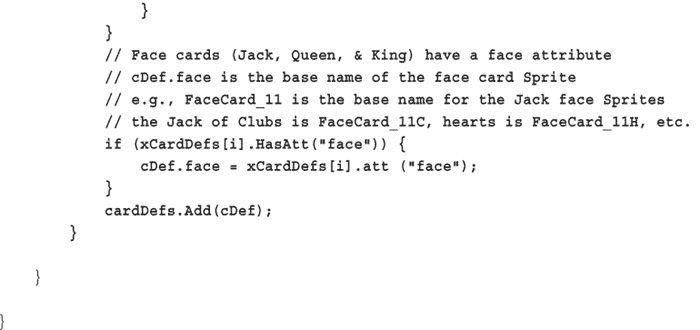 }
}
// Face cards (Jack, Queen, & King) have a face attribute
// cDef.face is the base name of the face card Sprite
// e.g., FaceCard_11 is the base name for the Jack face Sprites
// the Jack of Clubs is FaceCard_11C, hearts is FaceCard_11H, etc.
if (xCardDefs[i].HasAtt("face")) {
cDef.face = xCardDefs[i].att ("face");
}
cardDefs.Add(cDef);
}
}
}